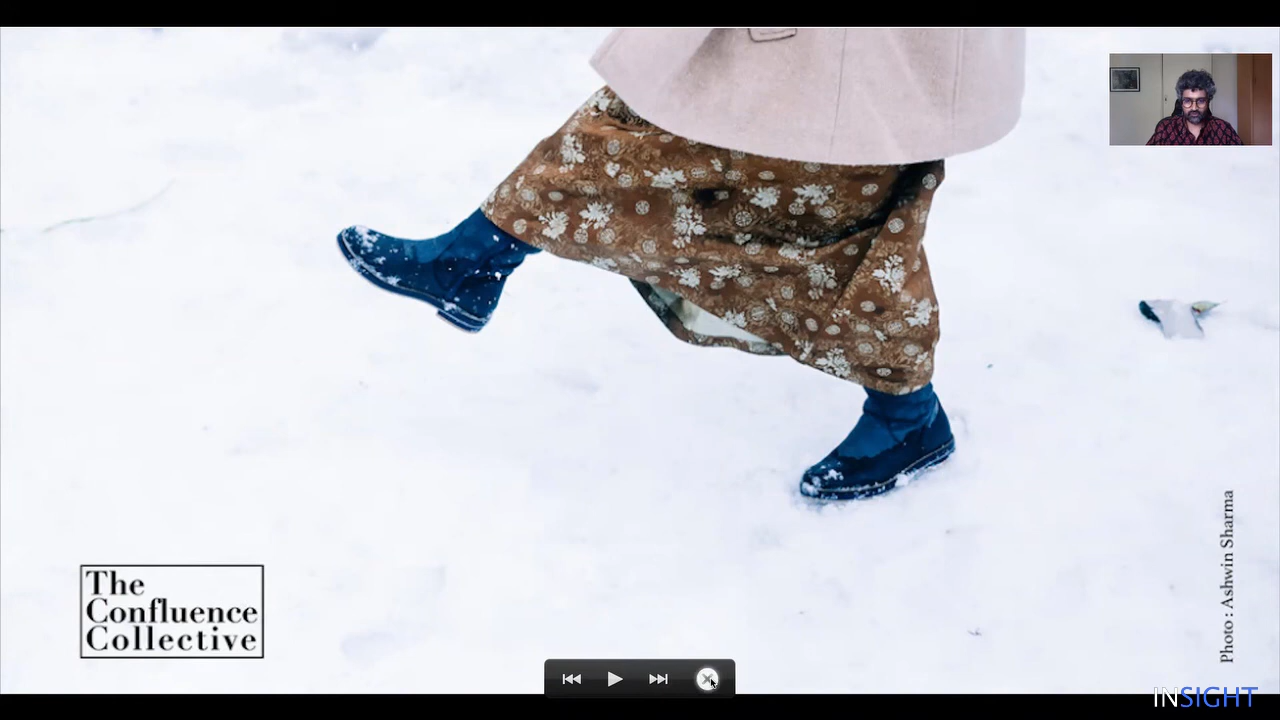 The
Confluence
Collective
Photo : Ashwin Sharma
INSIGHT